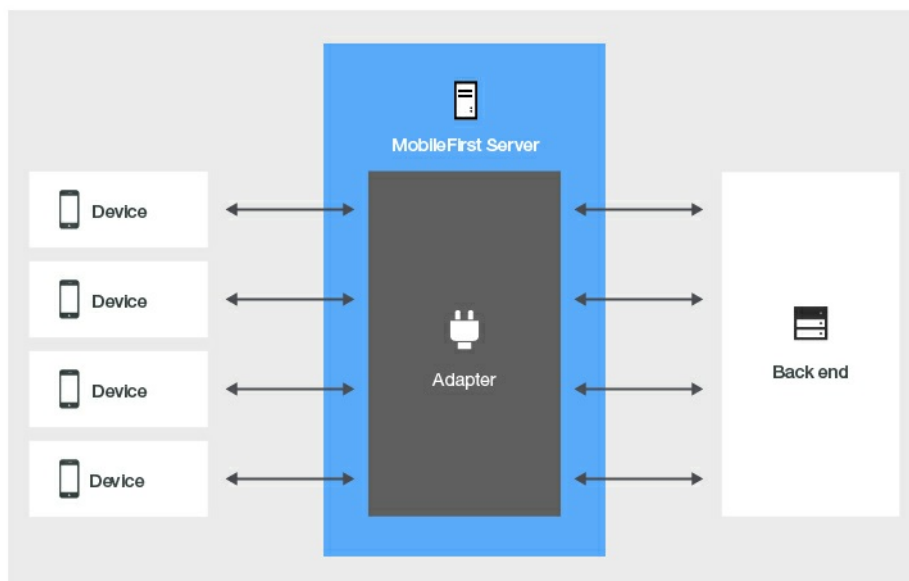 MobileFirst Server
Device
Device
Device
Device
Adapter
Back end